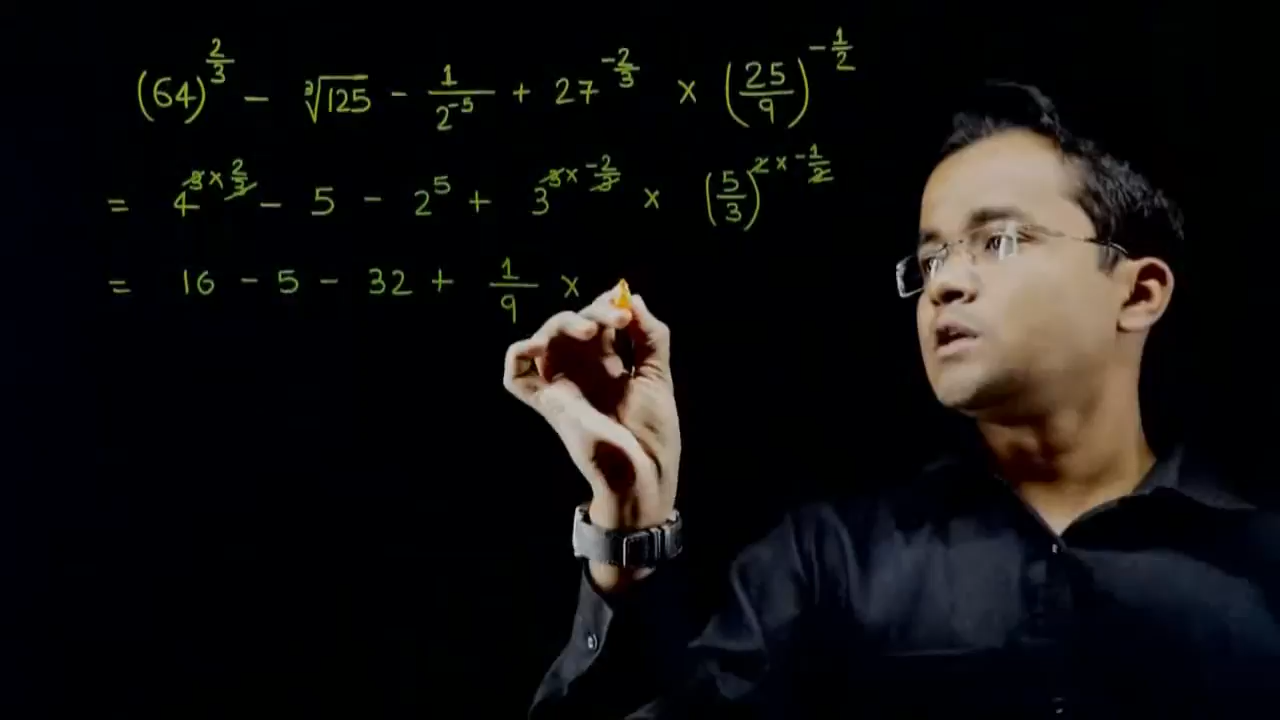 (64)^{2/3} - ∛125 - 1/2^{-5} + 27^{-2/3} × (25/9)^{-1/2}
= 4^{3×2/3} - 5 - 2^5 + 3^{3×-2/3} × (5/3)^{2×-1/2}
= 16 - 5 - 32 + 1/9 ×